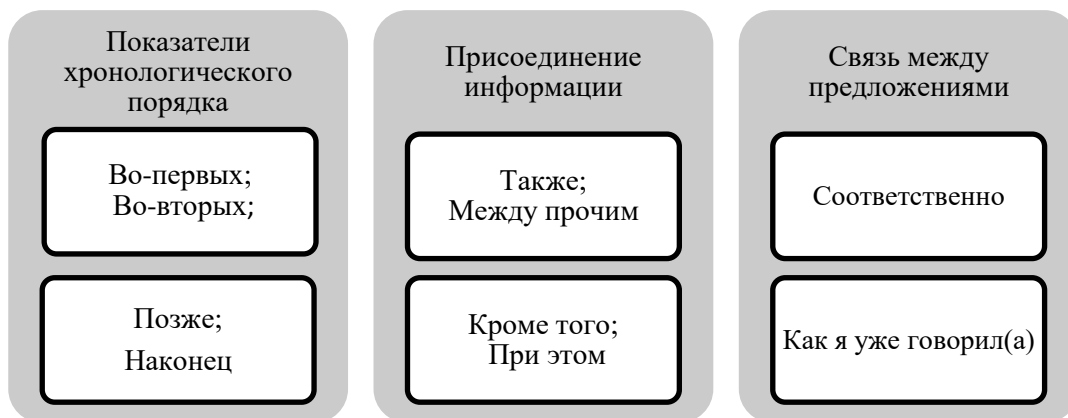 Показатели
хронологического
порядка
Во-первых;
Во-вторых;
Позже;
Наконец
Присоединение
информации
Также;
Между прочим
Кроме того;
При этом
Связь между
предложениями
Соответственно
Как я уже говорил(а)